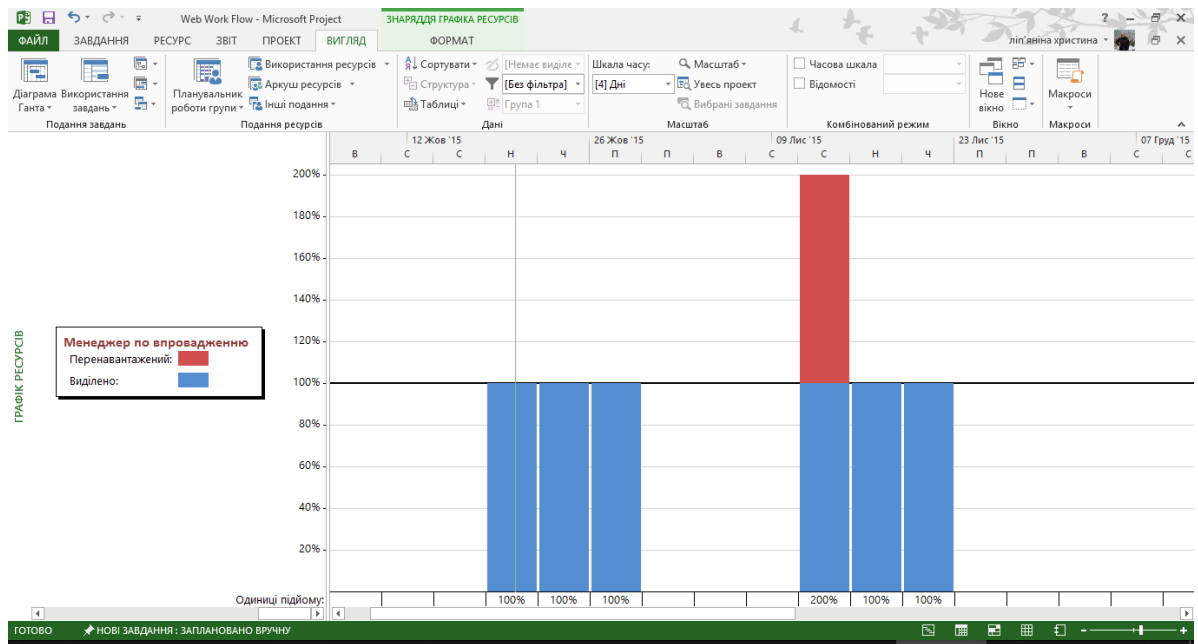 Web Work Flow - Microsoft Project
ЗНАРЯДДЯ ГРАФІКА РЕСУРСІВ
?
ФАЙЛ ЗАВДАННЯ РЕСУРС ЗВІТ ПРОЕКТ ВИГЛЯД ФОРМАТ
ліп'яніна христина
Діаграма Ганта
Використання завдань
Подання завдань
Планувальник роботи групи
Використання ресурсів
Аркуш ресурсів
Інші подання
Подання ресурсів
Сортувати
Структура
Таблиці
[Немає виділе
[Без фільтра]
Група 1
Дані
Шкала часу:
[4] Дні
Масштаб
Увесь проект
Вибрані завдання
Масштаб
Часова шкала
Відомості
Комбінований режим
Нове вікно
Вікно
Макроси
Макроси
12 Жов '15 26 Жов '15 09 Лис '15 23 Лис '15 07 Груд '15
В С С Н Ч П П В С С Н Ч П П В С С
200%
180%
160%
140%
120%
100%
80%
60%
40%
20%
ГРАФІК РЕСУРСІВ
Менеджер по впровадженню
Перенавантажений:
Виділено:
Одиниці підйому: 100% 100% 100% 200% 100% 100%
ГОТОВО НОВІ ЗАВДАННЯ : ЗАПЛАНОВАНО ВРУЧНУ